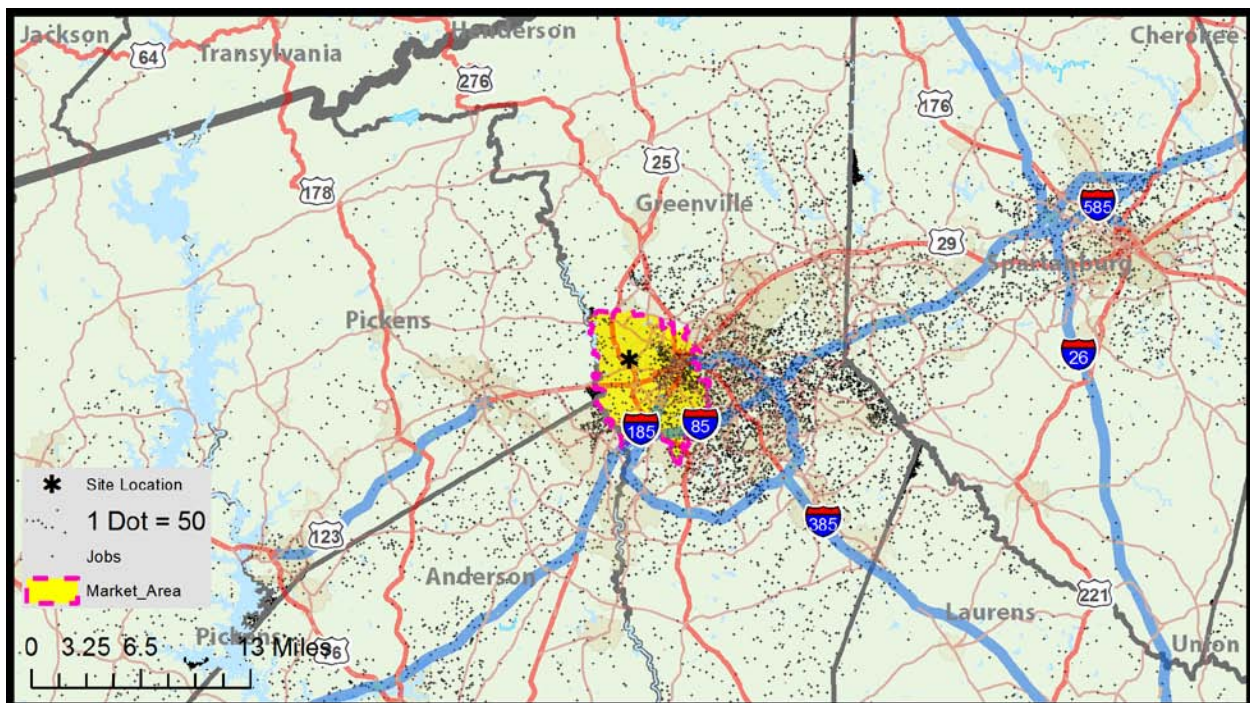 Jackson
64
Transylvania
Henderson
276
Cherokee
176
25
178
Greenville
585
29
Spartanburg
Pickens
26
185
85
Site Location
1 Dot = 50
123
385
Jobs
Anderson
Market_Area
221
Laurens
Pickens
Union
0 3.25 6.5 13 Miles